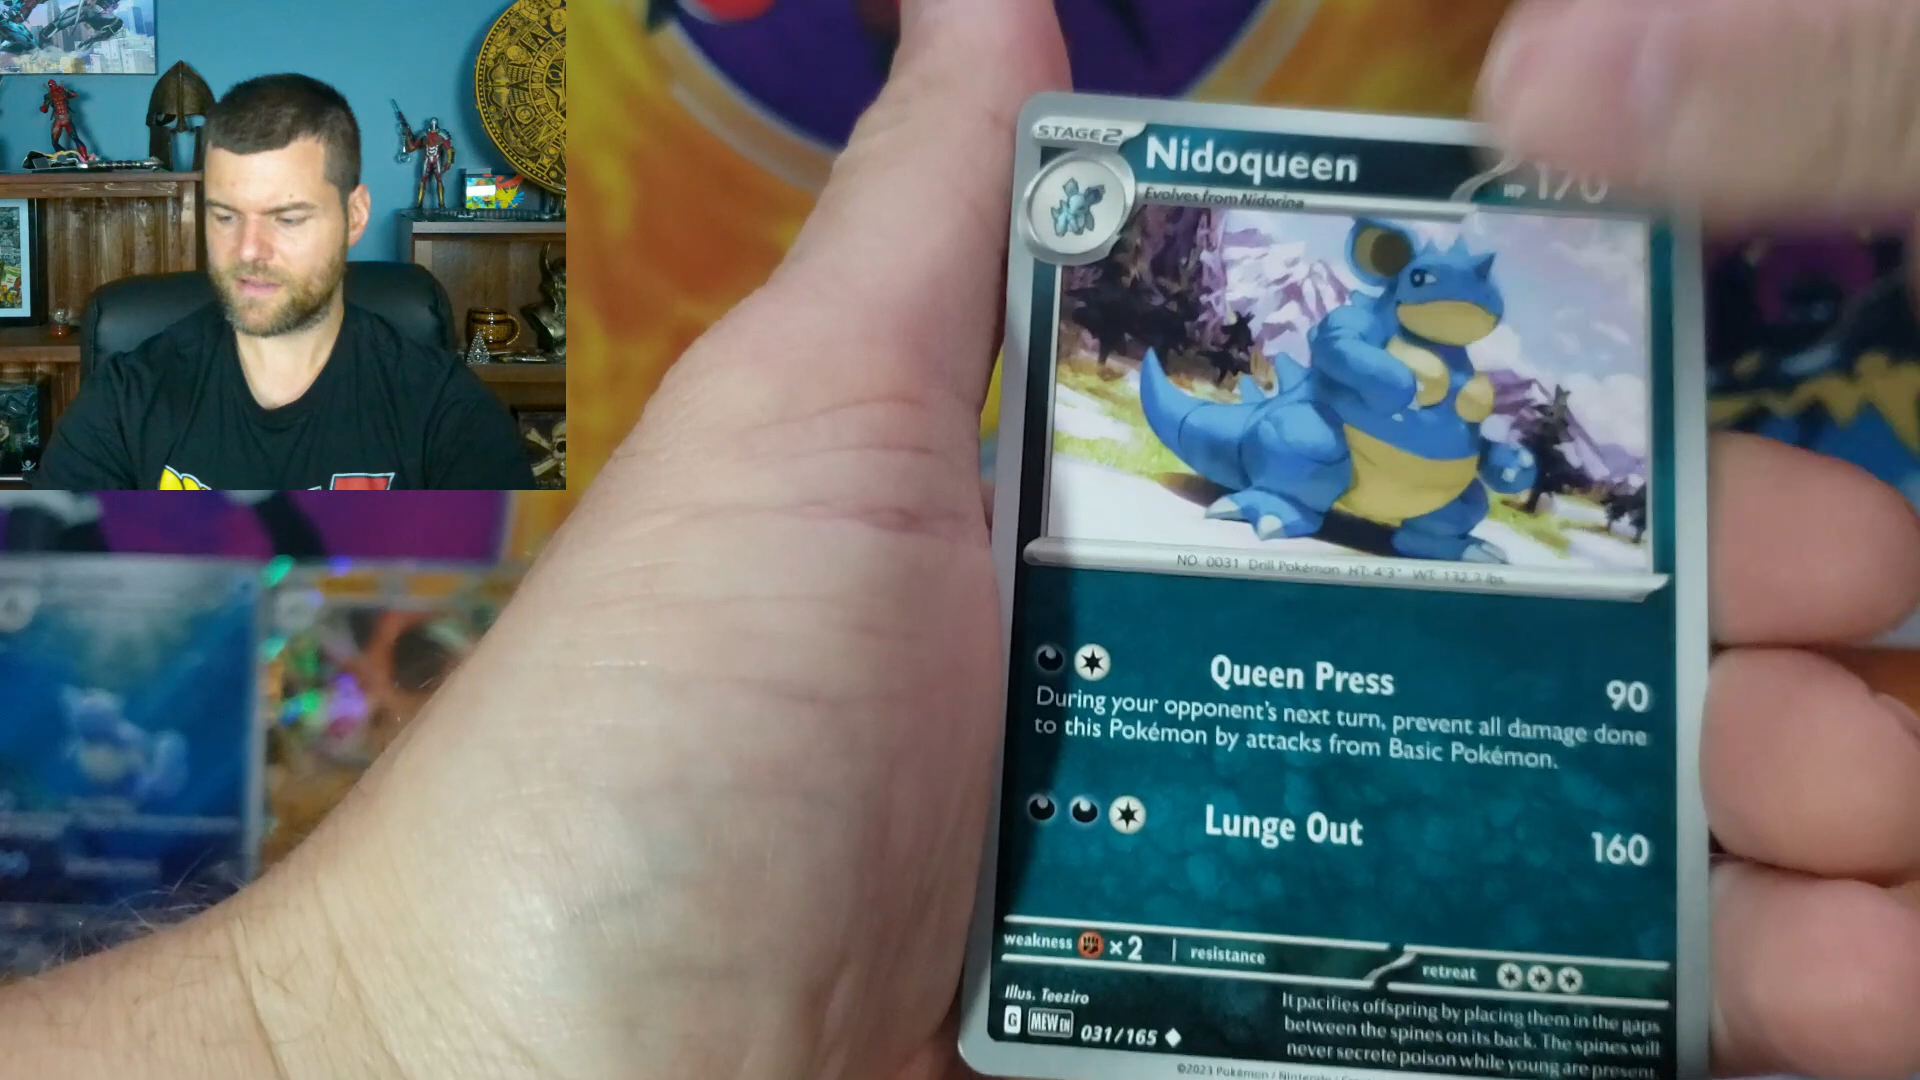 STAGE2
Nidoqueen
HP 170
Evolves from Nidorina
NO. 0031 Drill Pokémon HT: 4'3" WT: 132.3 lbs.
Queen Press 90
During your opponent's next turn, prevent all damage done
to this Pokémon by attacks from Basic Pokémon.
Lunge Out 160
weakness ×2 resistance
retreat
Illus. Teeziro
G MEW EN 031/165
It pacifies offspring by placing them in the gaps
between the spines on its back. The spines will
never secrete poison while young are present.
©2023 Pokémon / Nintendo /